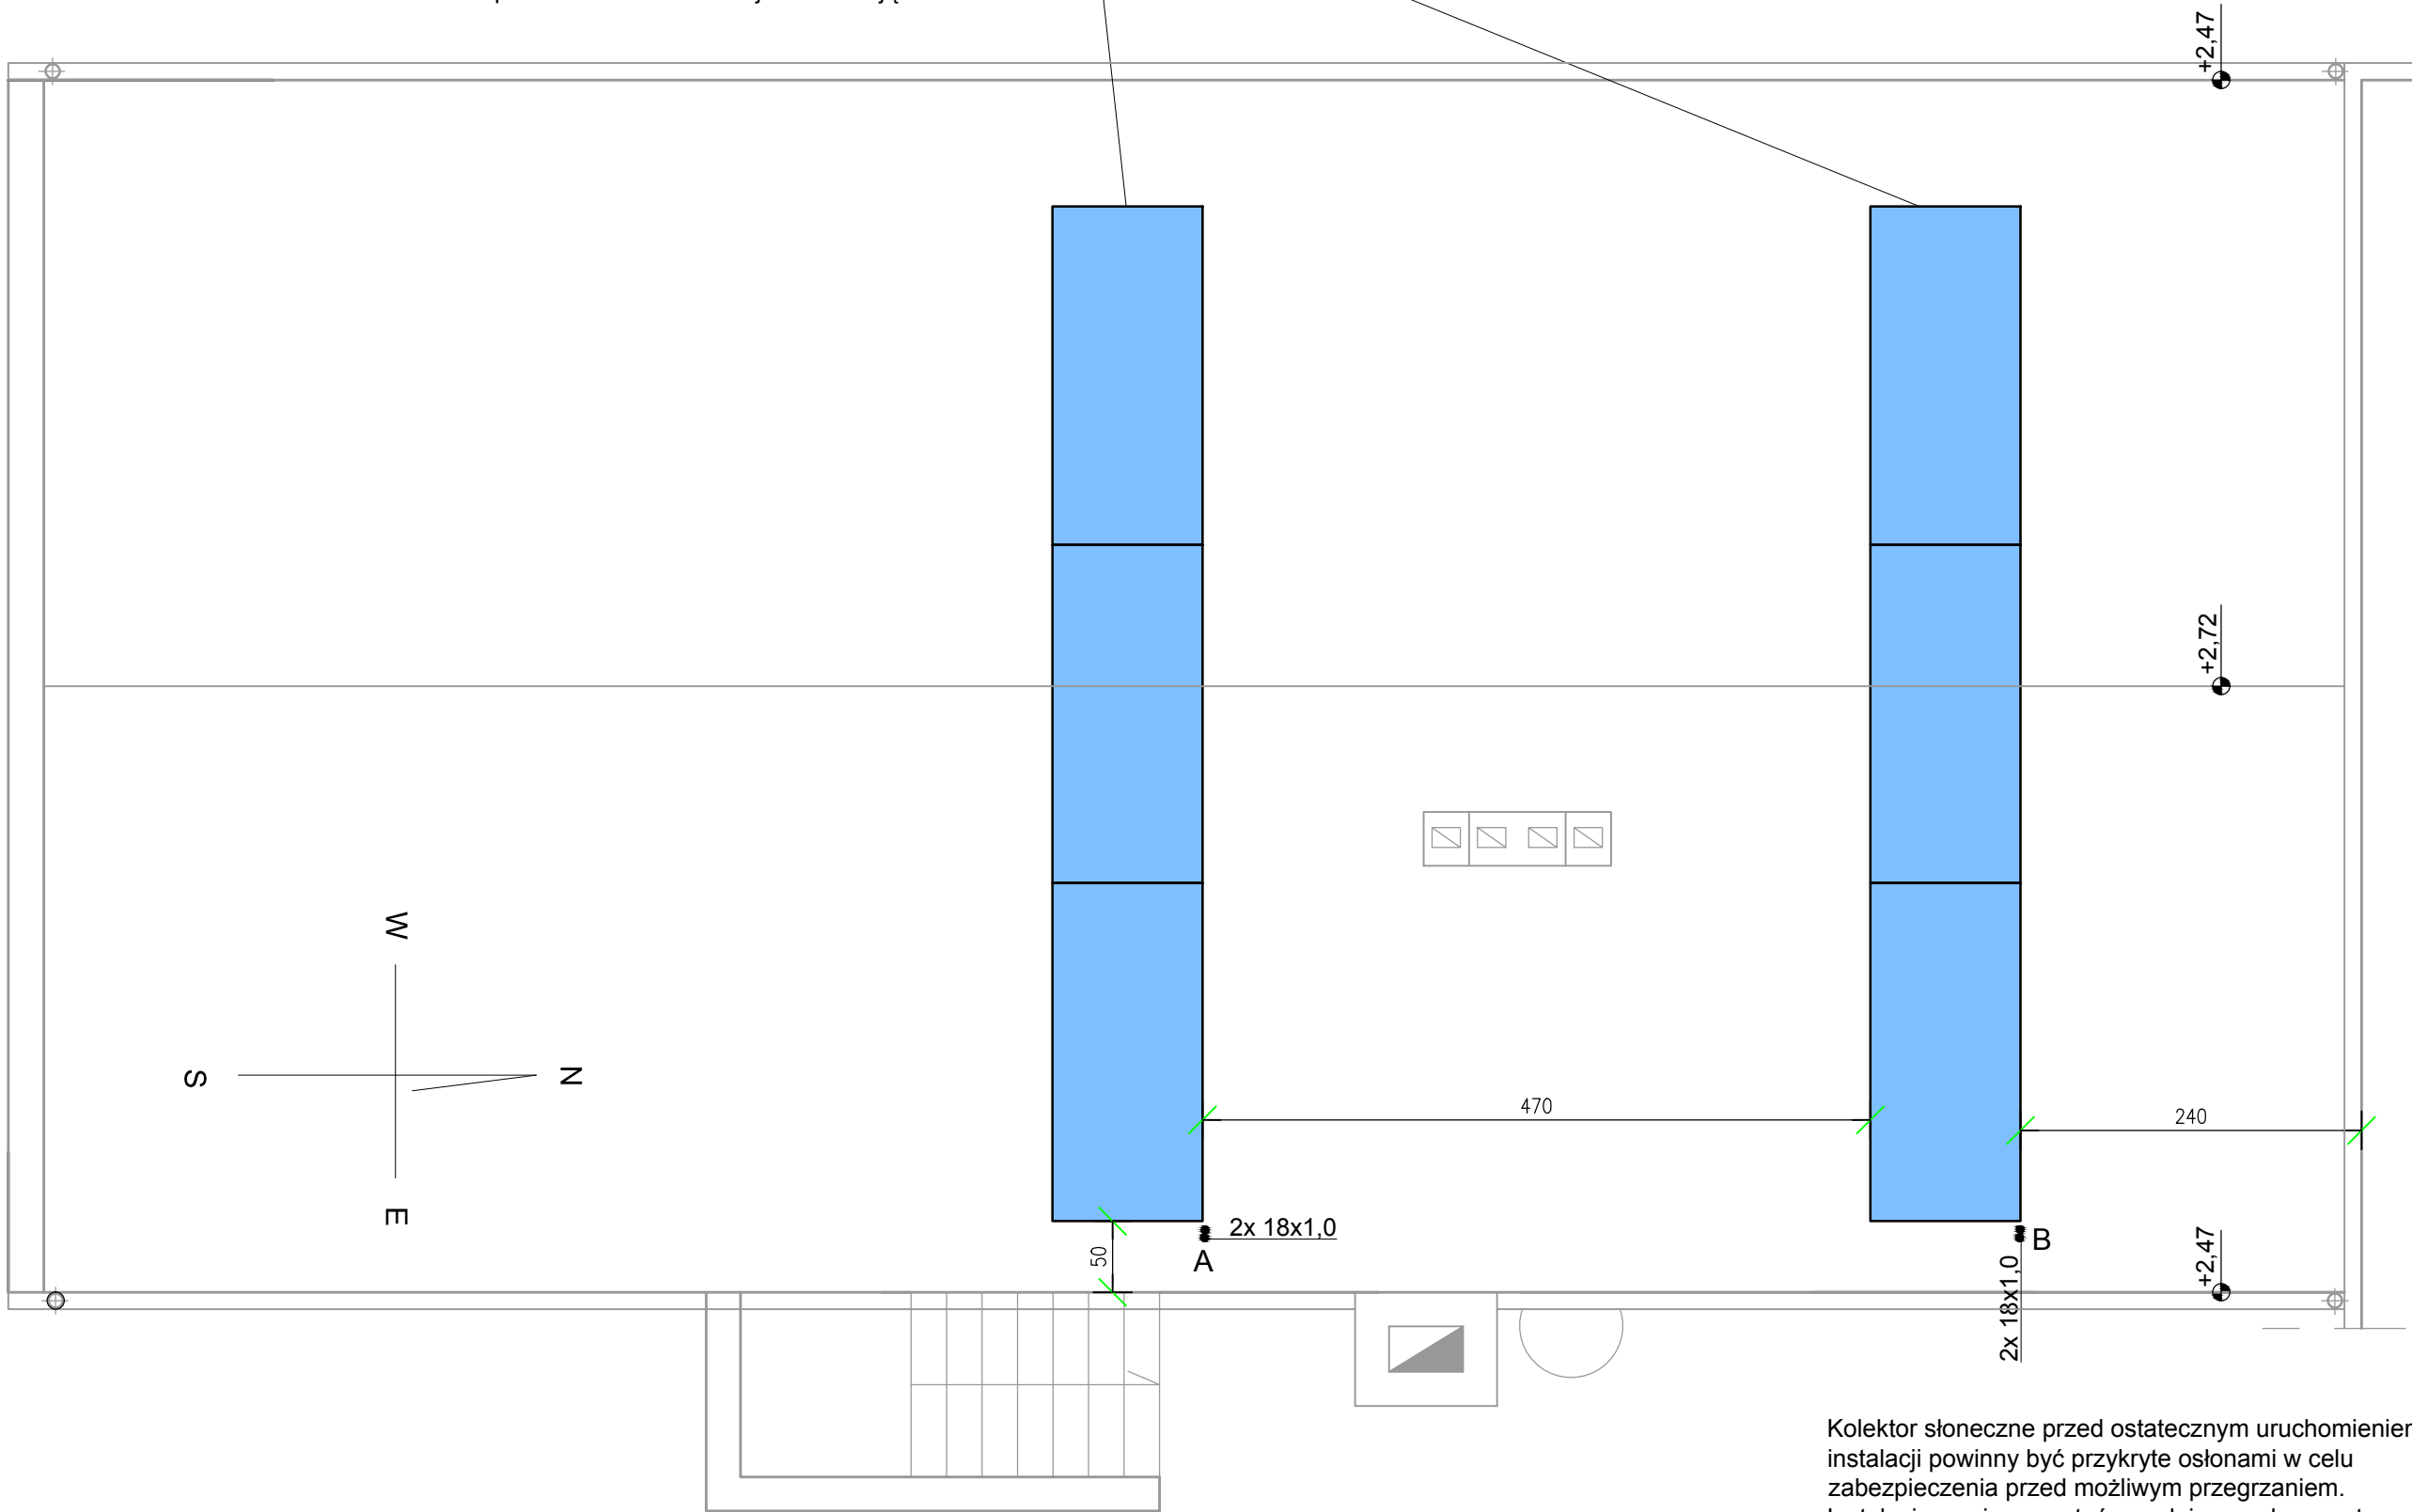 +2,47
+2,72
W
S
N
E
470
240
2x 18x1,0
A
50
B
2x 18x1,0
+2,47
Kolektor słoneczne przed ostatecznym
instalacji powinny być przykryte osłonami w celu
zabezpieczenia przed możliwym przegrzaniem.